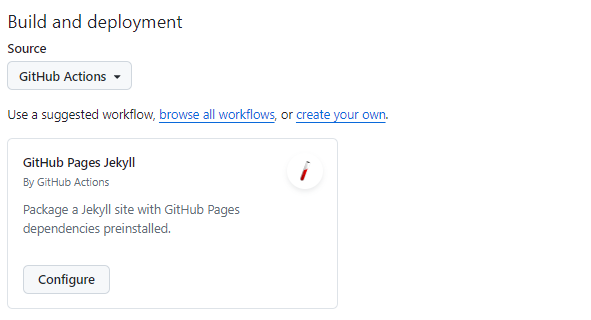 Build and deployment
Source
GitHub Actions
Use a suggested workflow, browse all workflows, or create your own.
GitHub Pages Jekyll
By GitHub Actions
Package a Jekyll site with GitHub Pages
dependencies preinstalled.
Configure